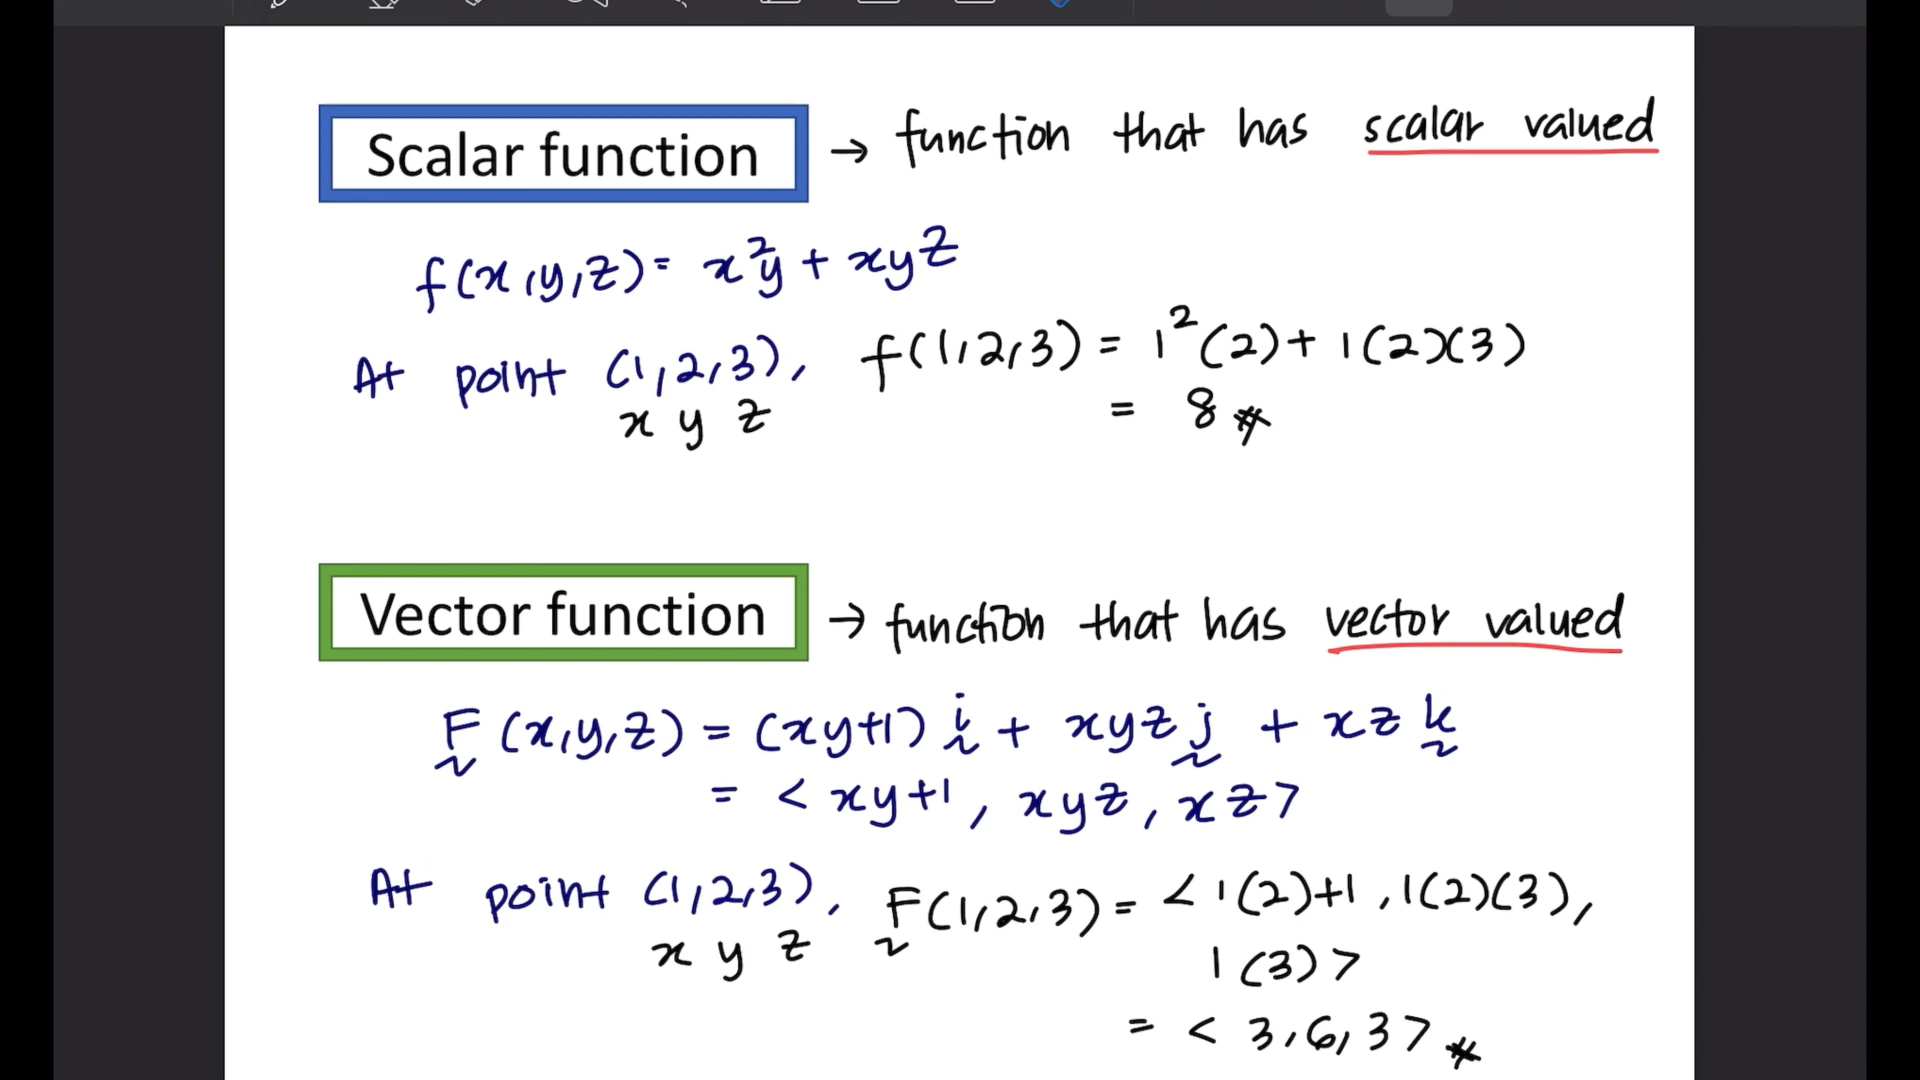 Scalar function → function that has scalar valued
f(x,y,z) = x²y + xyz
At point (1,2,3), f(1,2,3) = 1²(2) + 1(2)(3)
x y z = 8
Vector function → function that has vector valued
F(x,y,z) = (xy+1) i + xyz j + xz k
= < xy+1, xyz, xz >
At point (1,2,3), F(1,2,3) = < 1(2)+1, 1(2)(3),
x y z 1(3) >
= < 3,6,3 >